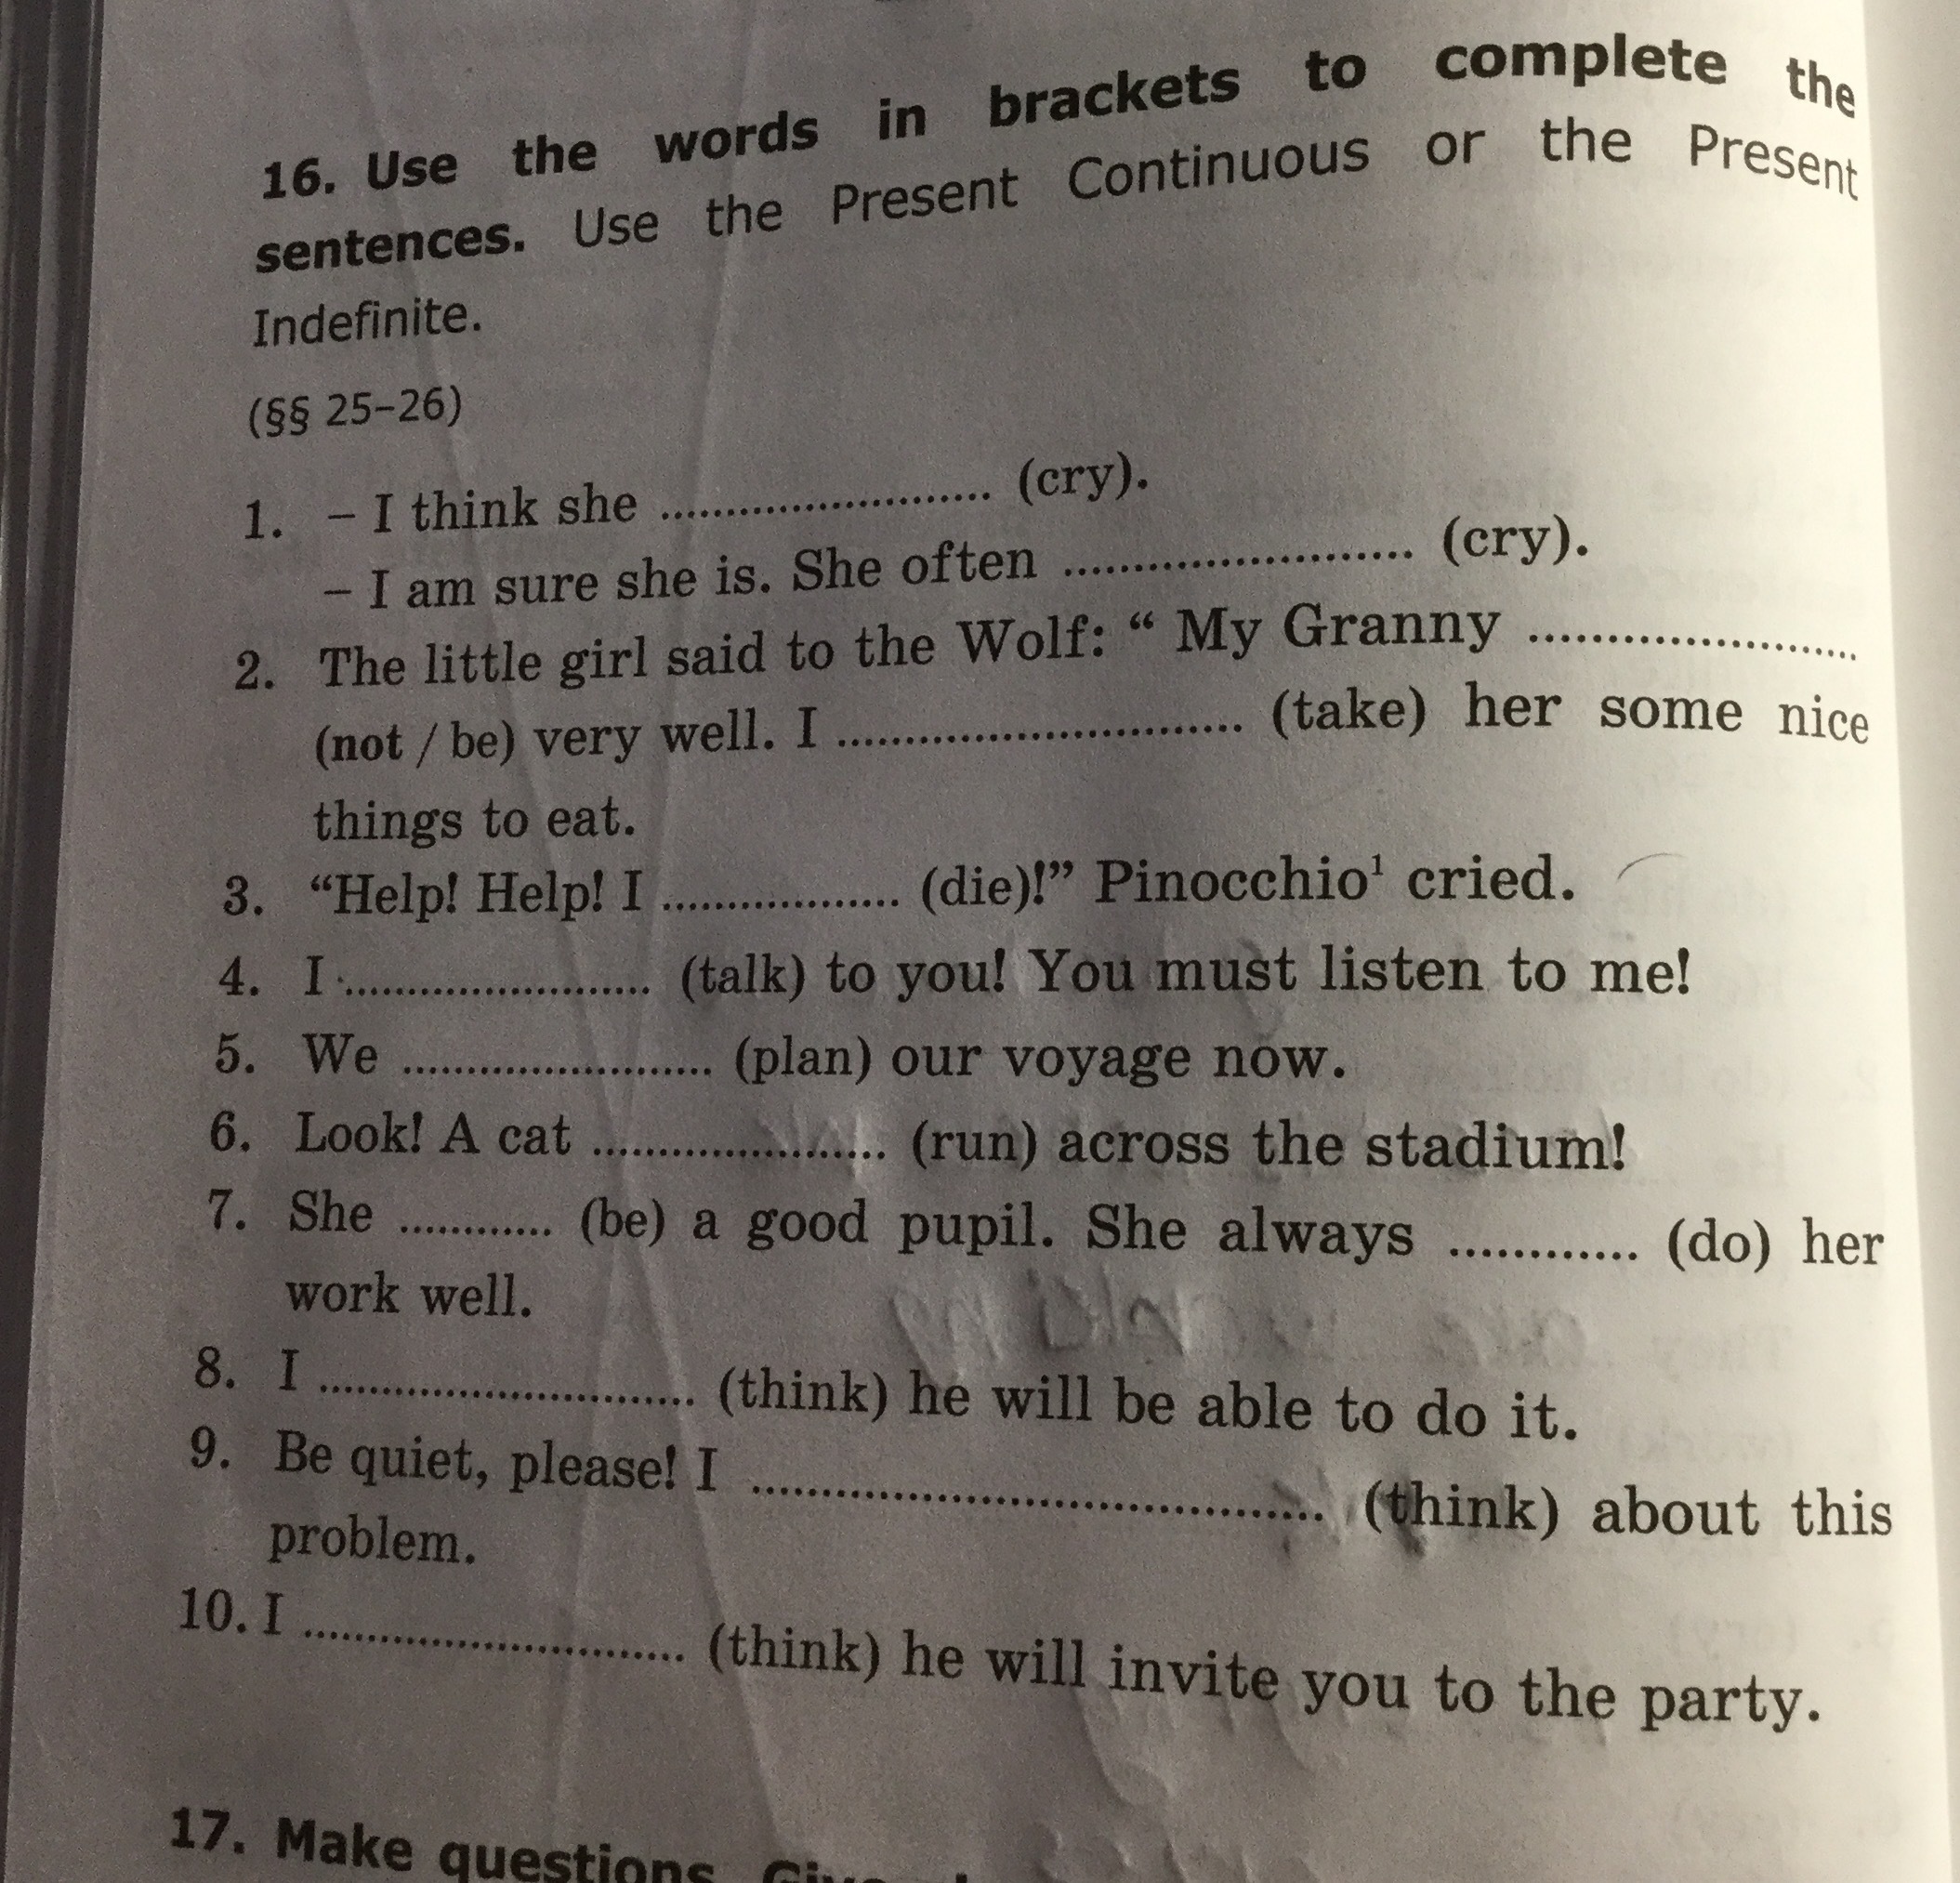 16. Use the words in brackets to complete the
sentences. Use the Present Continuous or the Present
Indefinite.
(§§ 25–26)
1. – I think she ......................... (cry).
– I am sure she is. She often .......................... (cry).
2. The little girl said to the Wolf: “ My Granny .........................
(not / be) very well. I .............................. (take) her some nice
things to eat.
3. “Help! Help! I .................. (die)!” Pinocchio¹ cried.
4. I ........................ (talk) to you! You must listen to me!
5. We ........................ (plan) our voyage now.
6. Look! A cat ....................... (run) across the stadium!
7. She ............ (be) a good pupil. She always ............. (do) her
work well.
8. I ............................. (think) he will be able to do it.
9. Be quiet, please! I ........................................ (think) about this
problem.
10. I ............................. (think) he will invite you to the party.
17. Make questions.